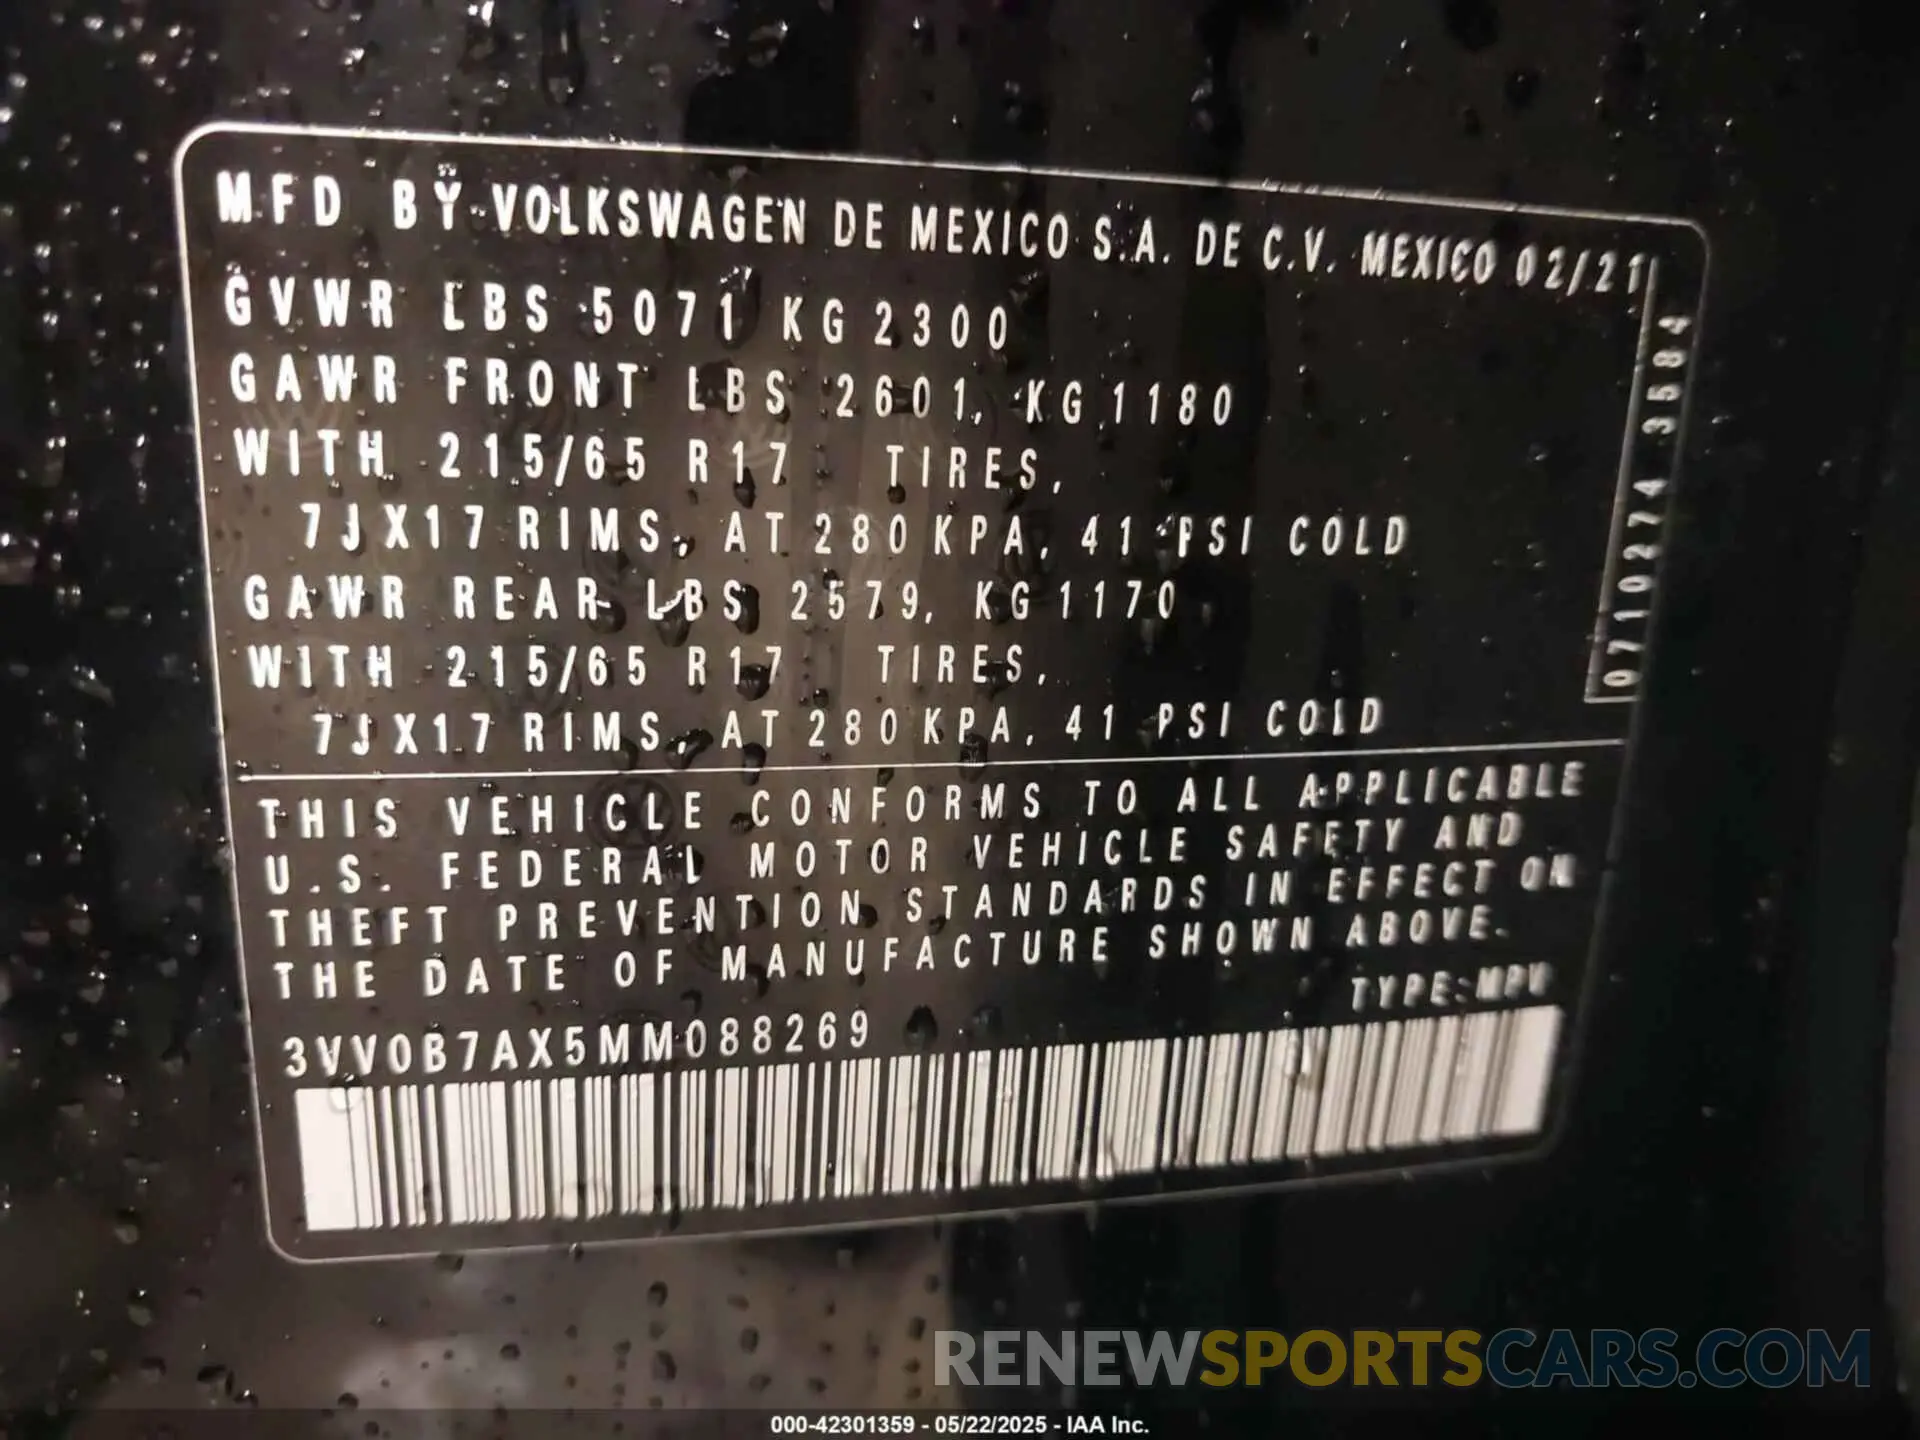 MFD BY VOLKSWAGEN DE MEXICO S.A. DE C.V. MEXICO 02/21
GVWR LBS 5071 KG 2300
GAWR FRONT LBS 2601, KG 1180
WITH 215/65 R17 TIRES,
7JX17 RIMS, AT 280 KPA, 41 PSI COLD
GAWR REAR LBS 2579, KG 1170
WITH 215/65 R17 TIRES,
7JX17 RIMS, AT 280 KPA, 41 PSI COLD
0710274 3584
THIS VEHICLE CONFORMS TO ALL APPLICABLE
U.S. FEDERAL MOTOR VEHICLE SAFETY AND
THEFT PREVENTION STANDARDS IN EFFECT ON
THE DATE OF MANUFACTURE SHOWN ABOVE.
TYPE: MPV
3VV0B7AX5MM088269
RENEWSPORTSCARS.COM
000-42301359 - 05/22/2025 - IAA Inc.